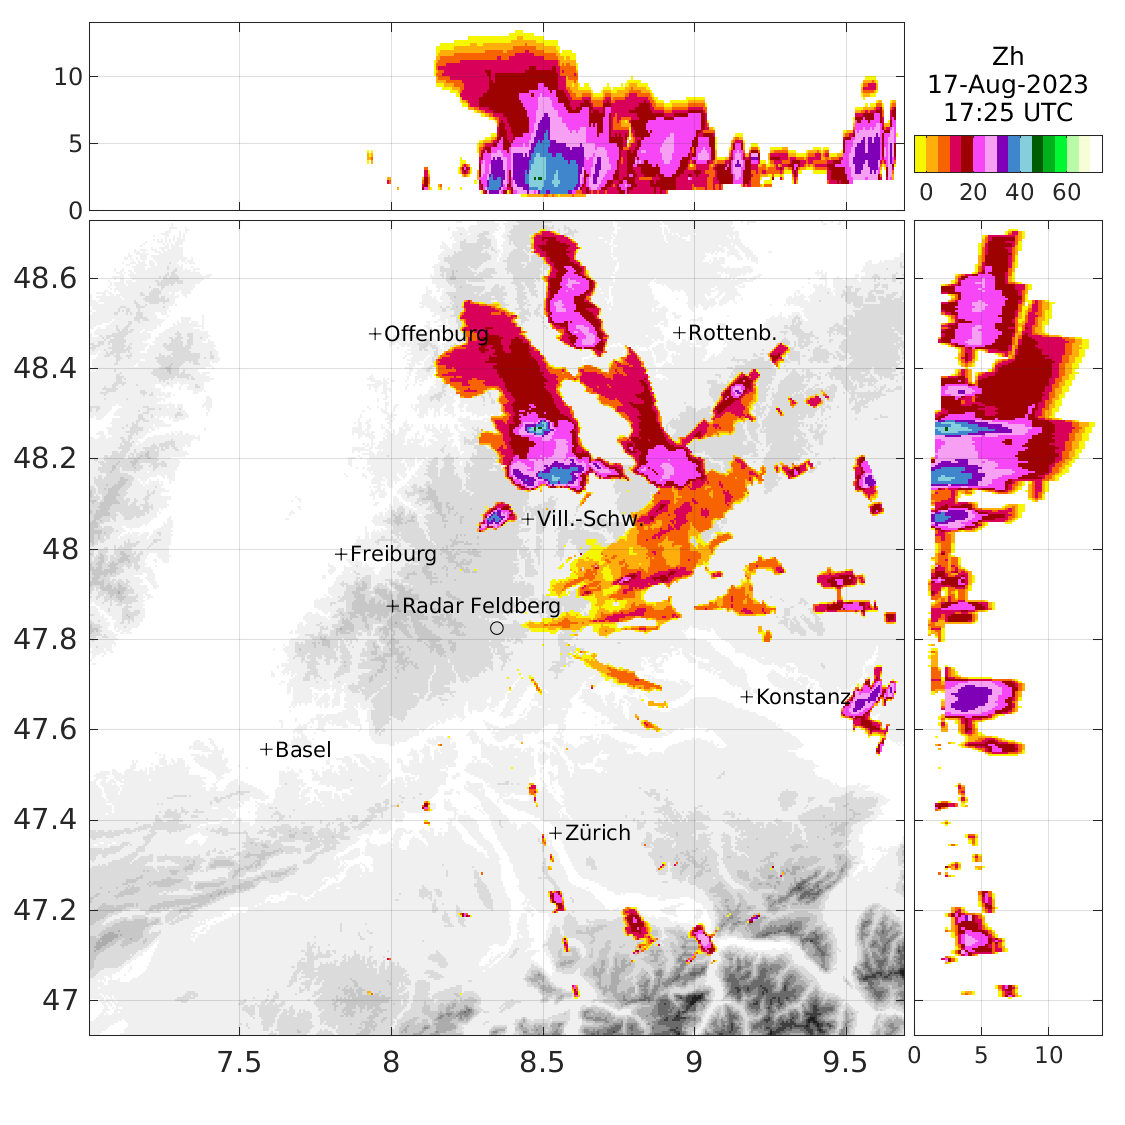 10
5
0
Zh
17-Aug-2023
17:25 UTC
0 20 40 60
48.6
48.4
48.2
48
47.8
47.6
47.4
47.2
47
+Offenburg
+Rottenb.
+Vill.-Schw.
+Freiburg
+Radar Feldberg
+Konstanz
+Basel
+Zürich
7.5 8 8.5 9 9.5
0 5 10